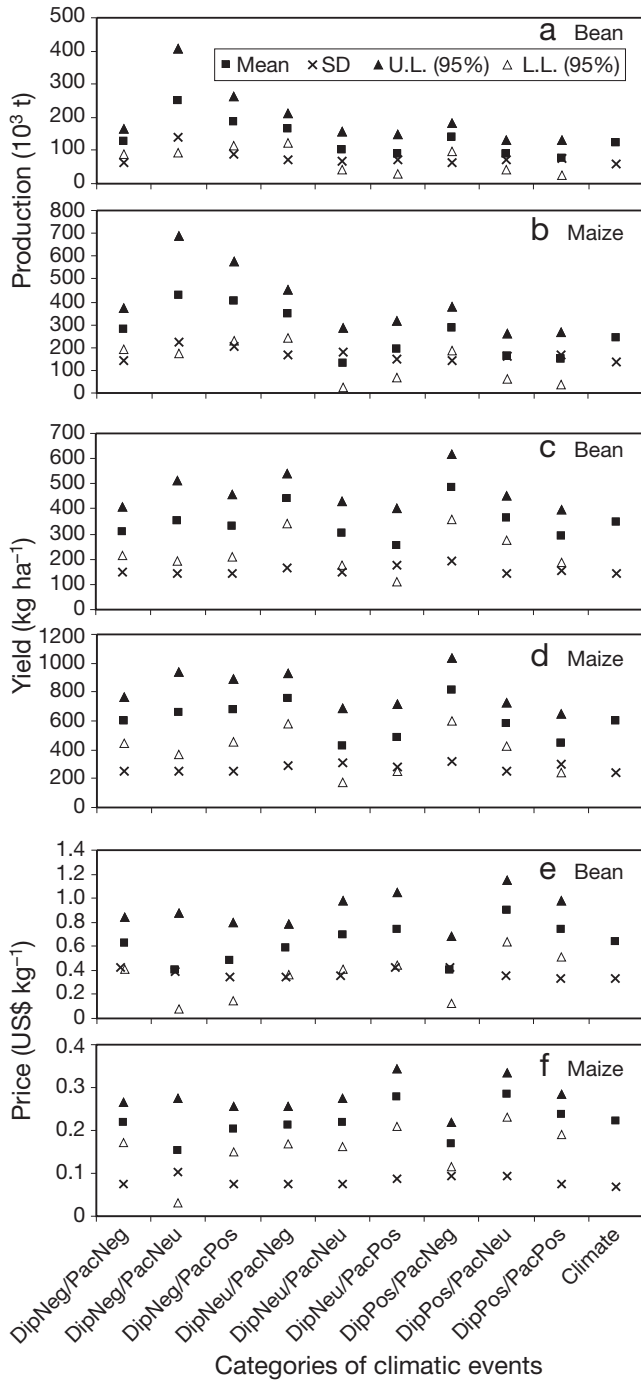 500
400
300
200
100
0
a Bean
Mean SD U.L. (95%) L.L. (95%)
Production (10³ t)
800
700
600
500
400
300
200
100
0
b Maize
700
600
500
400
300
200
100
0
c Bean
Yield (kg ha⁻¹)
1200
1000
800
600
400
200
0
d Maize
1.4
1.2
1.0
0.8
0.6
0.4
0.2
0
e Bean
Price (US$ kg⁻¹)
0.4
0.3
0.2
0.1
0
f Maize
DipNeg/PacNeg
DipNeg/PacNeu
DipNeg/PacPos
DipNeu/PacNeg
DipNeu/PacNeu
DipNeu/PacPos
DipPos/PacNeg
DipPos/PacNeu
DipPos/PacPos
Climate
Categories of climatic events